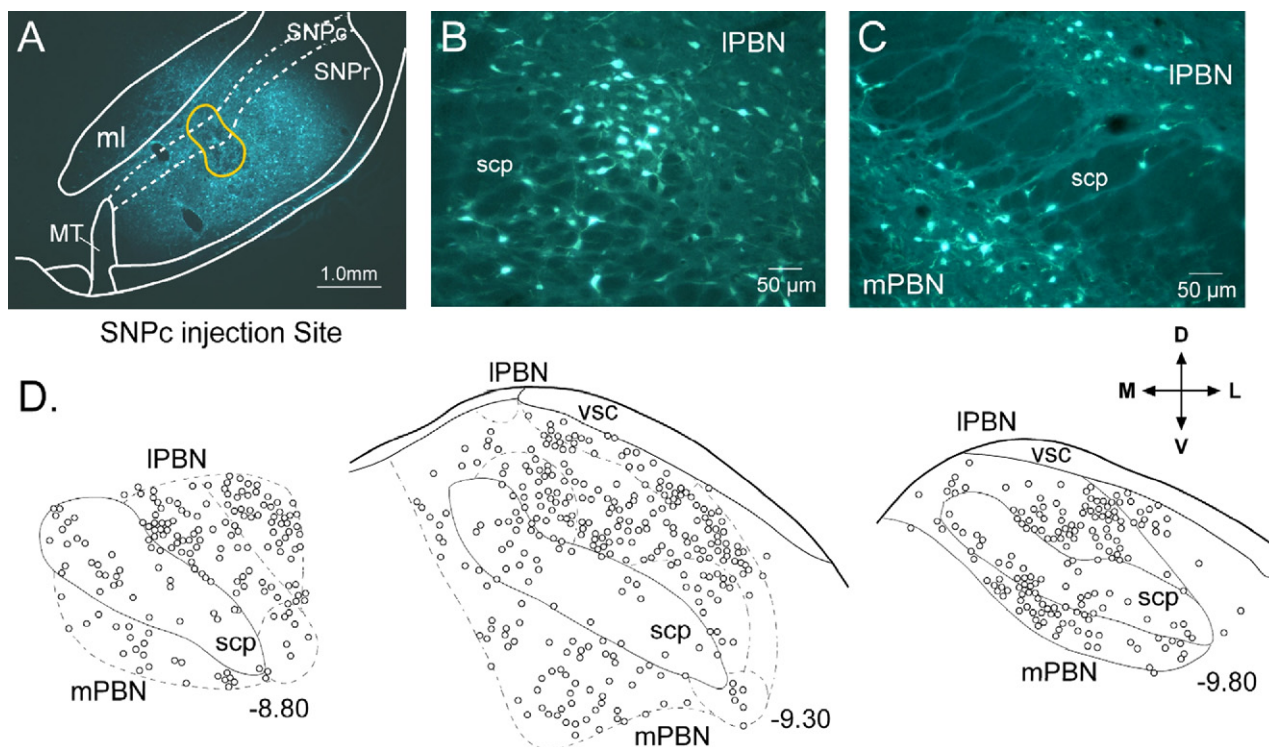 A
SNPc
SNPr
ml
MT
1.0mm
SNPc injection Site
B
lPBN
scp
50 µm
C
lPBN
scp
mPBN
50 µm
D.
lPBN
scp
mPBN
-8.80
lPBN
vsc
scp
mPBN
-9.30
D
M
L
V
lPBN
vsc
scp
mPBN
-9.80